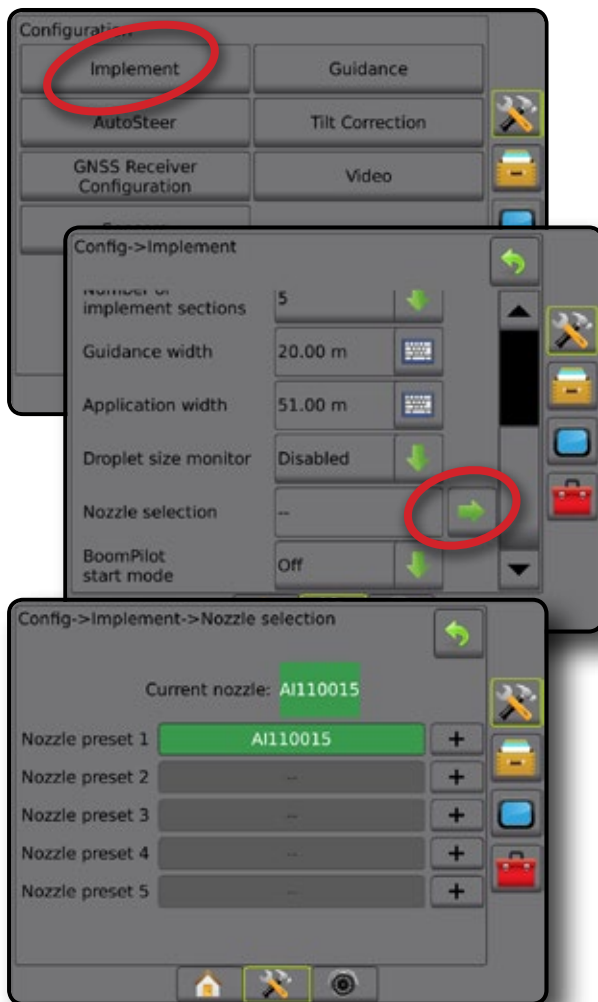 Configuration
Implement
Guidance
AutoSteer
Tilt Correction
GNSS Receiver
Configuration
Video
Config->Implement
Number of
implement sections
5
Guidance width
20.00 m
Application width
51.00 m
Droplet size monitor
Disabled
Nozzle selection
--
BoomPilot
start mode
Off
Config->Implement->Nozzle selection
Current nozzle: AI110015
Nozzle preset 1 AI110015 +
Nozzle preset 2 -- +
Nozzle preset 3 -- +
Nozzle preset 4 -- +
Nozzle preset 5 -- +